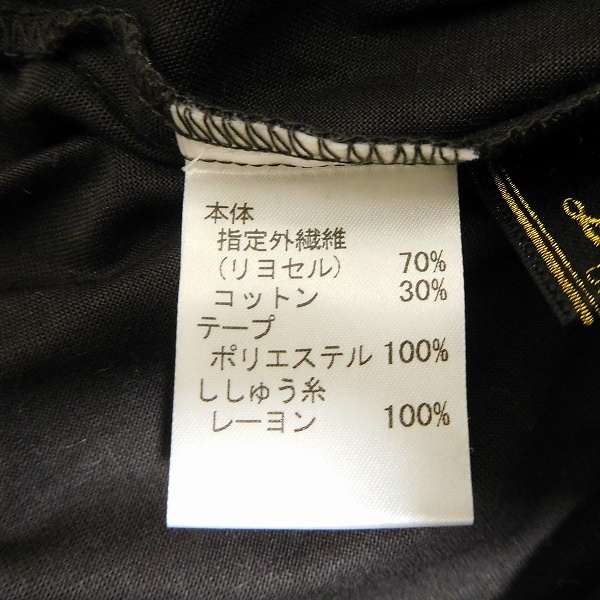 本体
指定外繊維
(リヨセル) 70%
コットン 30%
テープ
ポリエステル 100%
ししゅう糸
レーヨン 100%